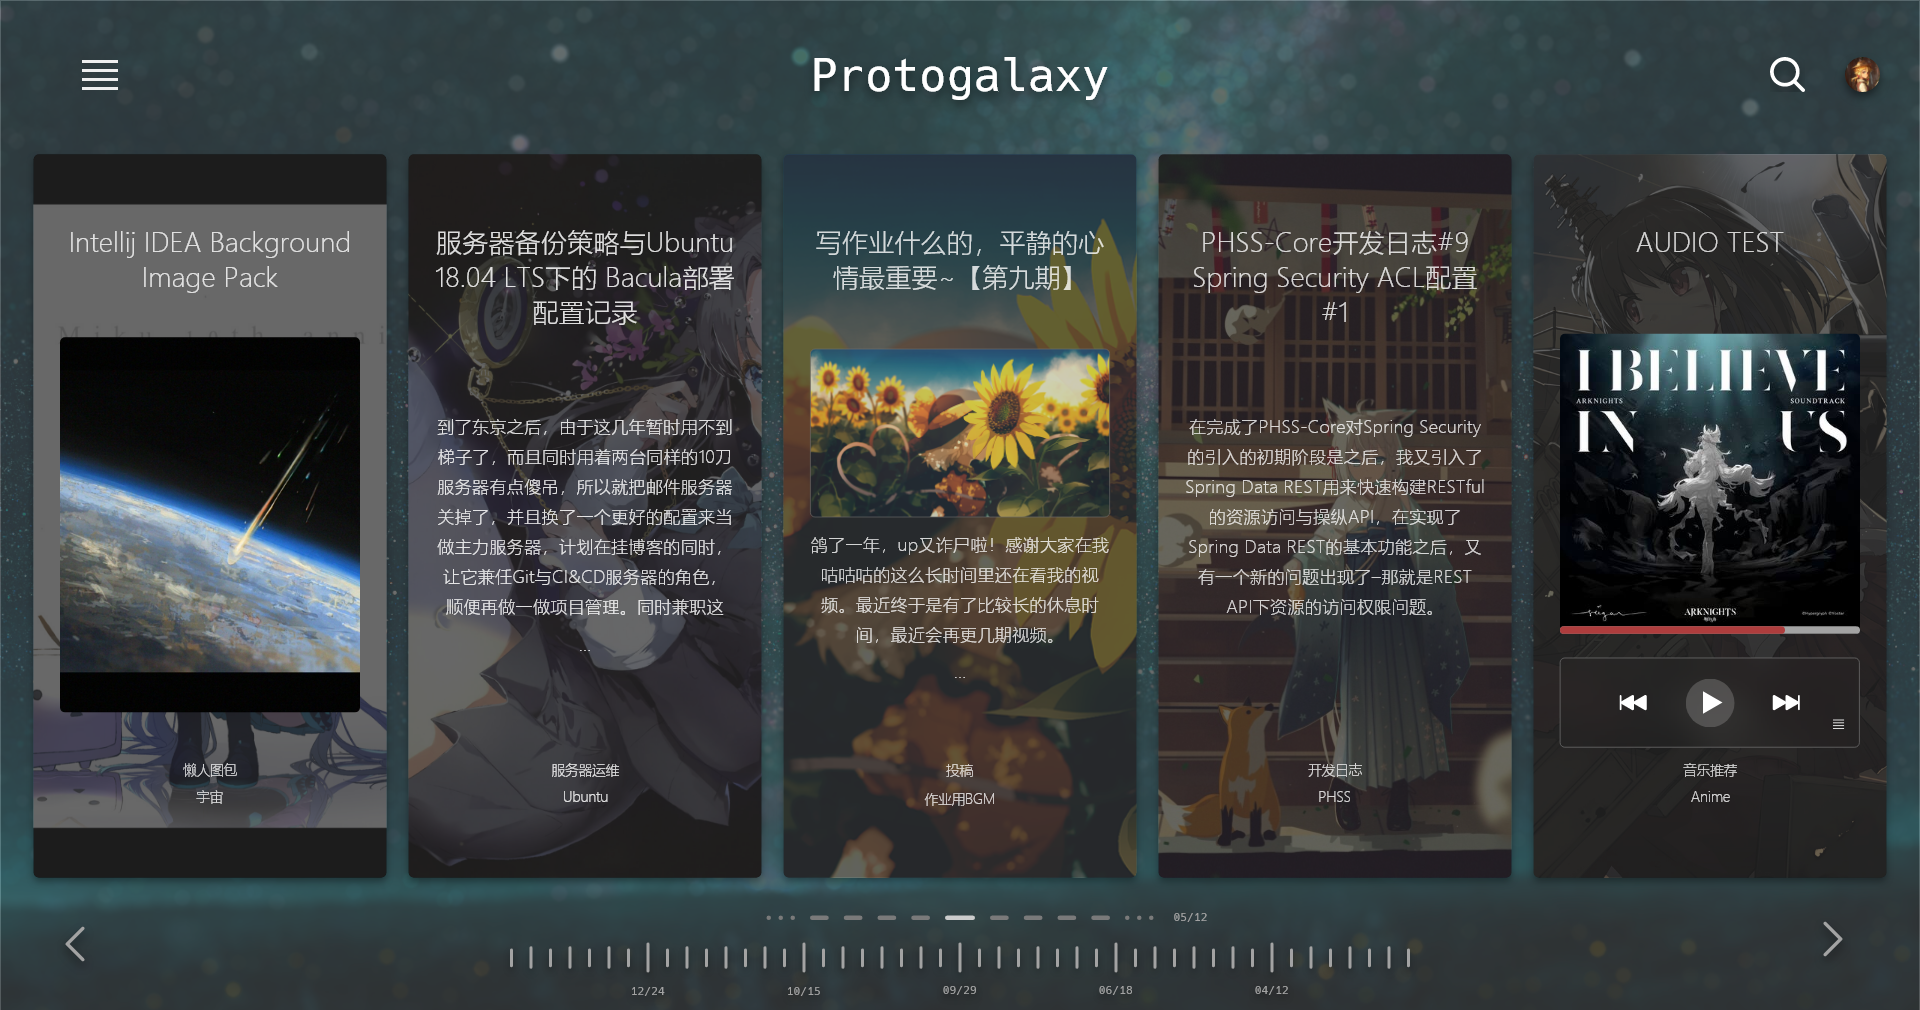 Protogalaxy
Intellij IDEA Background
Image Pack
Miku 10th anni
懒人图包
宇宙
服务器备份策略与Ubuntu
18.04 LTS下的 Bacula部署
配置记录
到了东京之后，由于这几年暂时用不到
梯子了，而且同时用着两台同样的10刀
服务器有点傻吊，所以就把邮件服务器
关掉了，并且换了一个更好的配置来当
做主力服务器，计划在挂博客的同时，
让它兼任Git与CI&CD服务器的角色，
顺便再做一做项目管理。同时兼职这
...
服务器运维
Ubuntu
写作业什么的，平静的心
情最重要~【第九期】
鸽了一年，up又诈尸啦！感谢大家在我
咕咕咕的这么长时间里还在看我的视
频。最近终于是有了比较长的休息时
间，最近会再更几期视频。
...
投稿
作业用BGM
PHSS-Core开发日志#9
Spring Security ACL配置
#1
在完成了PHSS-Core对Spring Security
的引入的初期阶段是之后，我又引入了
Spring Data REST用来快速构建RESTful
的资源访问与操纵API，在实现了
Spring Data REST的基本功能之后，又
有一个新的问题出现了–那就是REST
API下资源的访问权限问题。
开发日志
PHSS
AUDIO TEST
I BELIEVE
ARKNIGHTS SOUNDTRACK
IN US
ARKNIGHTS
音乐推荐
Anime
05/12
12/24 10/15 09/29 06/18 04/12